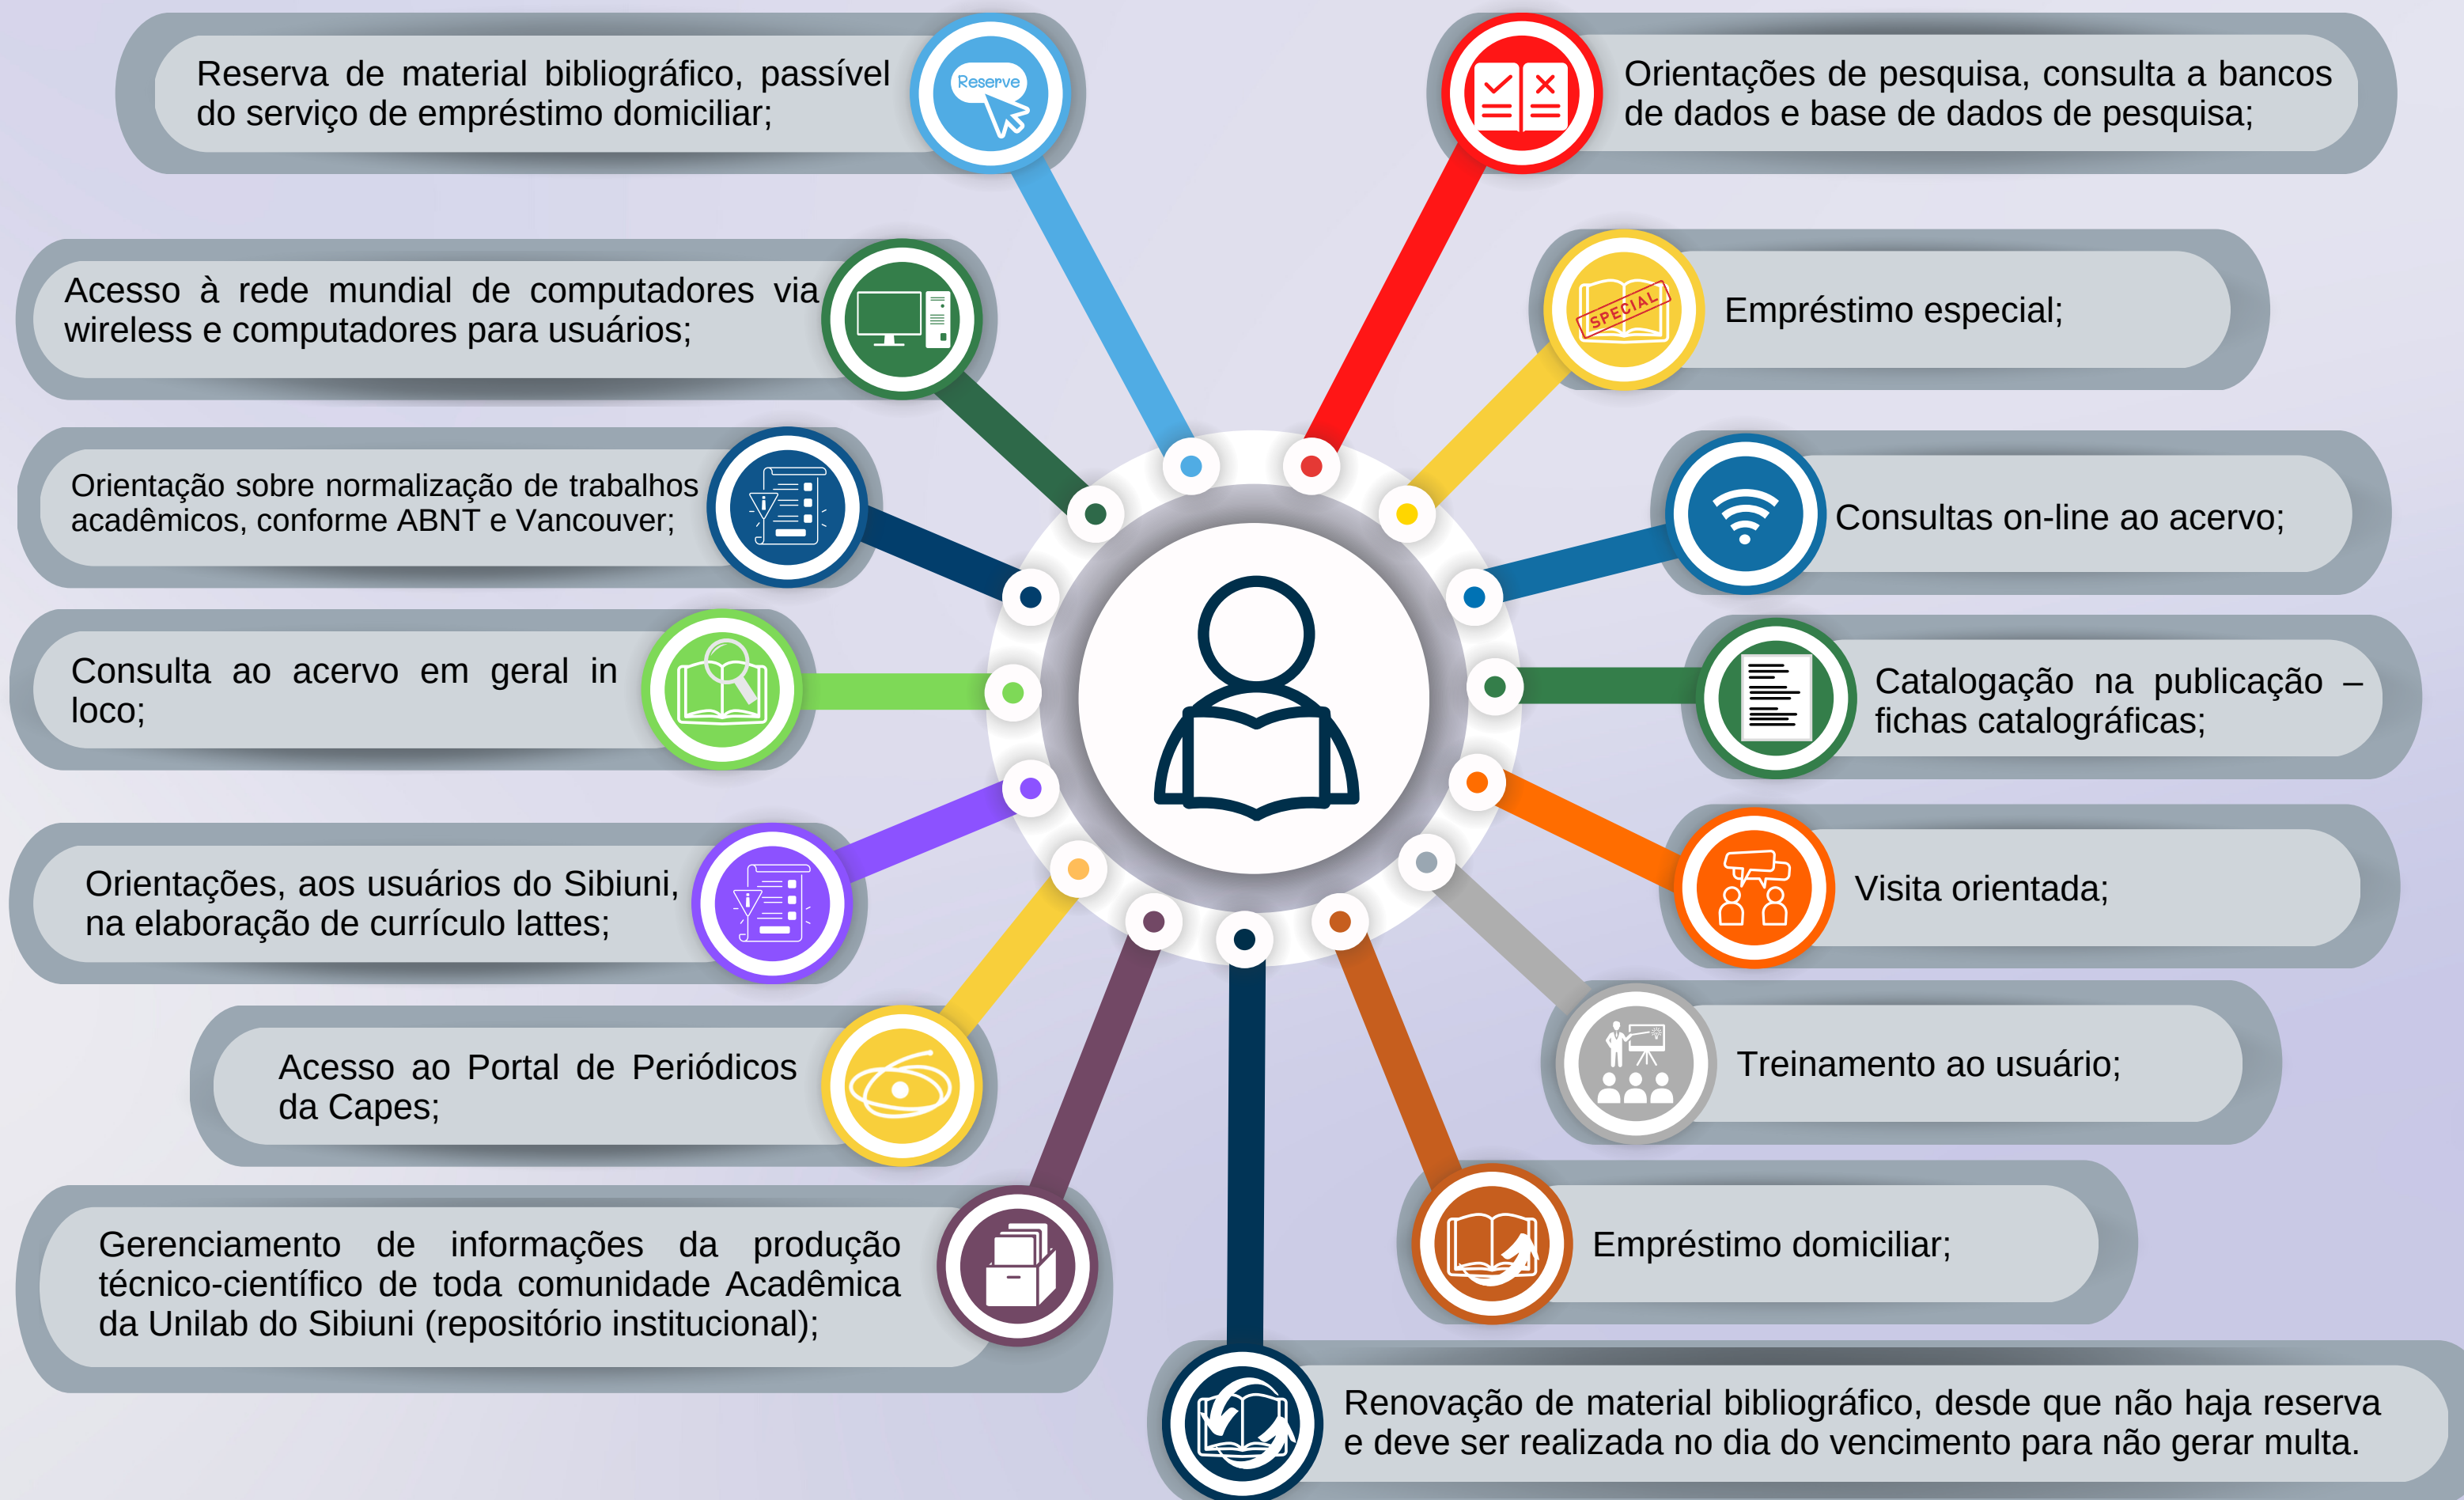 Reserva de material bibliográfico, passível
do serviço de empréstimo domiciliar;
Reserve
Acesso à rede mundial de computadores via
wireless e computadores para usuários;
Orientação sobre normalização de trabalhos
acadêmicos, conforme ABNT e Vancouver;
Consulta ao acervo em geral in
loco;
Orientações, aos usuários do Sibiuni,
na elaboração de currículo lattes;
Acesso ao Portal de Periódicos
da Capes;
Gerenciamento de informações da produção
técnico-científico de toda comunidade Acadêmica
da Unilab do Sibiuni (repositório institucional);
Orientações de pesquisa, consulta a bancos
de dados e base de dados de pesquisa;
SPECIAL
Empréstimo especial;
Consultas on-line ao acervo;
Catalogação na publicação –
fichas catalográficas;
Visita orientada;
Treinamento ao usuário;
Empréstimo domiciliar;
Renovação de material bibliográfico, desde que não haja reserva
e deve ser realizada no dia do vencimento para não gerar multa.